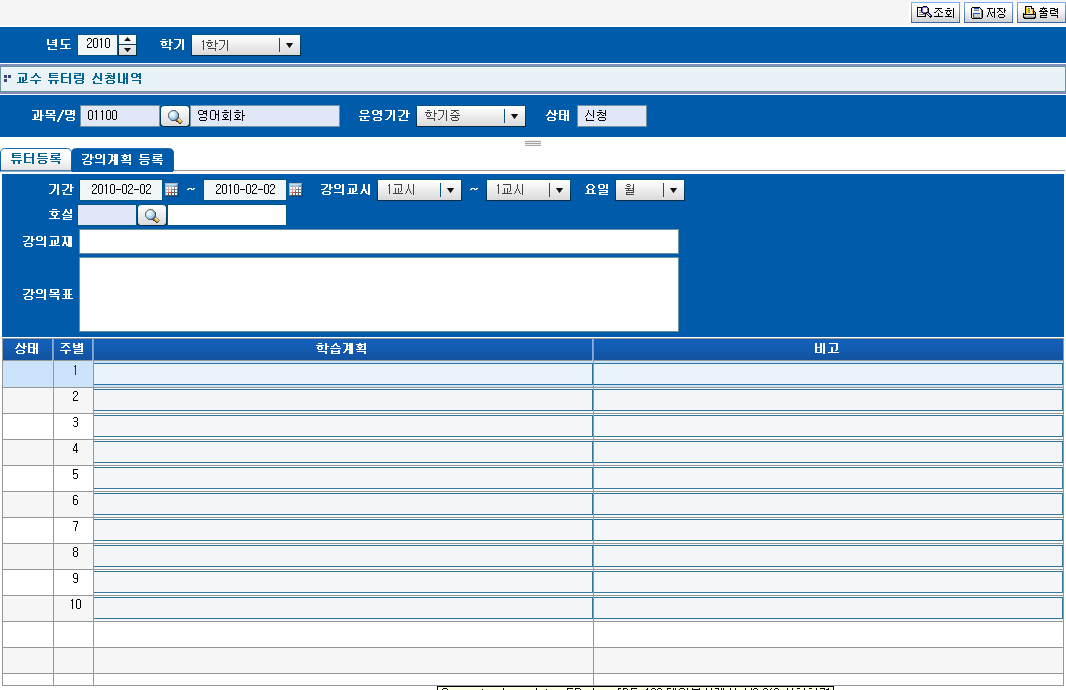 조회 저장 출력
년도 2010 학기 1학기
교수 튜터링 신청내역
과목/명 01100 영어회화 운영기간 학기중 상태 신청
튜터등록 강의계획 등록
기간 2010-02-02 ~ 2010-02-02 강의교시 1교시 ~ 1교시 요일 월
호실
강의교재
강의목표
상태 주별 학습계획 비고
1
2
3
4
5
6
7
8
9
10